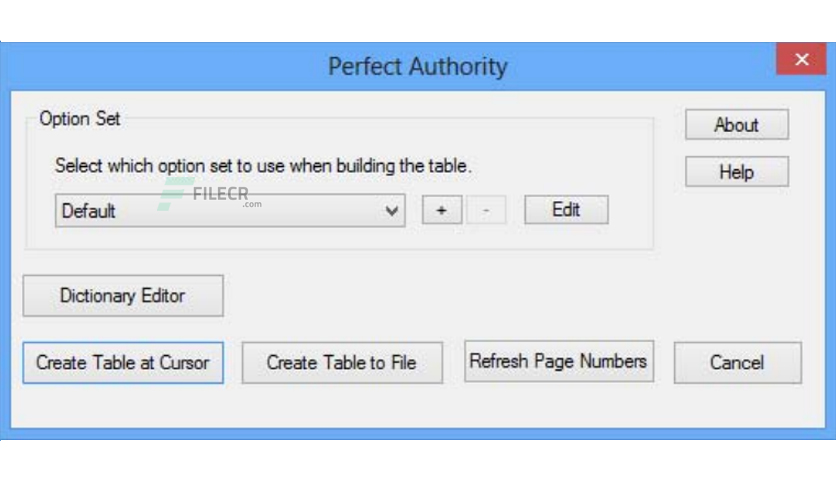 Perfect Authority
Option Set
About
Select which option set to use when building the table.
Help
FILECR
.com
Default
+ - Edit
Dictionary Editor
Create Table at Cursor Create Table to File Refresh Page Numbers Cancel